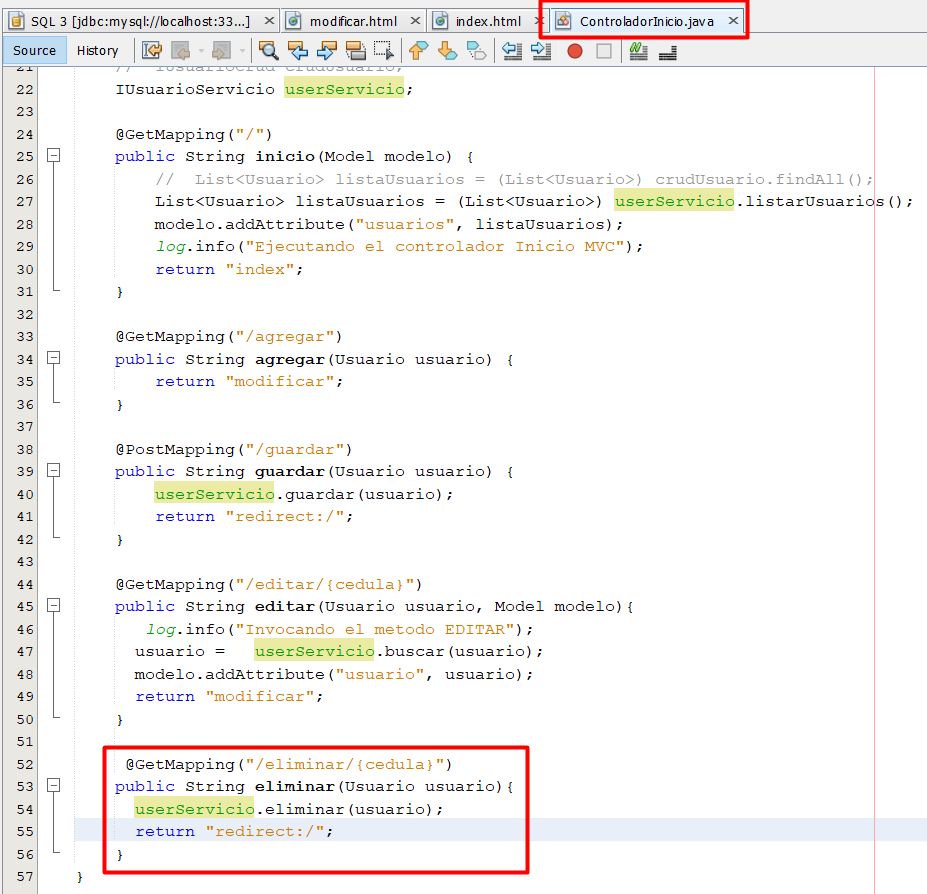 SQL 3 [jdbc:mysql://localhost:33...] modificar.html index.html ControladorInicio.java
Source History
21 // IUsuarioCrud crudUsuario;
22 IUsuarioServicio userServicio;
23
24 @GetMapping("/")
25 public String inicio(Model modelo) {
26 // List<Usuario> listaUsuarios = (List<Usuario>) crudUsuario.findAll();
27 List<Usuario> listaUsuarios = (List<Usuario>) userServicio.listarUsuarios();
28 modelo.addAttribute("usuarios", listaUsuarios);
29 log.info("Ejecutando el controlador Inicio MVC");
30 return "index";
31 }
32
33 @GetMapping("/agregar")
34 public String agregar(Usuario usuario) {
35 return "modificar";
36 }
37
38 @PostMapping("/guardar")
39 public String guardar(Usuario usuario) {
40 userServicio.guardar(usuario);
41 return "redirect:/";
42 }
43
44 @GetMapping("/editar/{cedula}")
45 public String editar(Usuario usuario, Model modelo){
46 log.info("Invocando el metodo EDITAR");
47 usuario = userServicio.buscar(usuario);
48 modelo.addAttribute("usuario", usuario);
49 return "modificar";
50 }
51
52 @GetMapping("/eliminar/{cedula}")
53 public String eliminar(Usuario usuario){
54 userServicio.eliminar(usuario);
55 return "redirect:/";
56 }
57 }